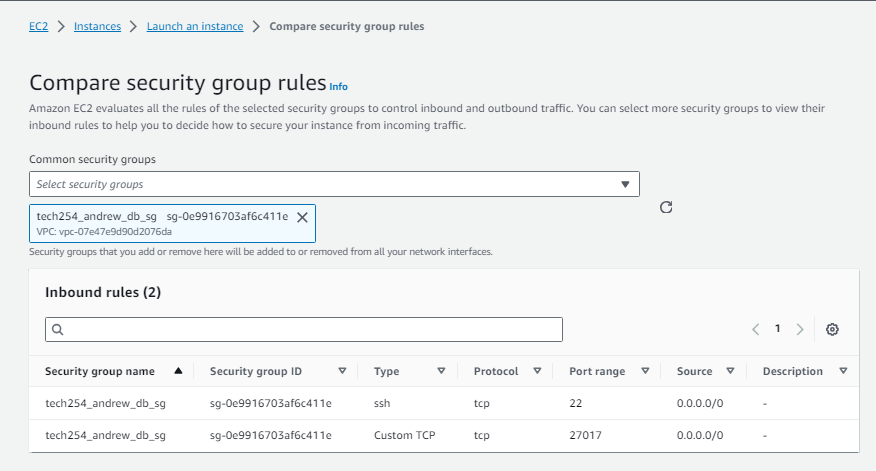 EC2 > Instances > Launch an instance > Compare security group rules
Compare security group rules Info
Amazon EC2 evaluates all the rules of the selected security groups to control inbound and outbound traffic. You can select more security groups to view their
inbound rules to help you to decide how to secure your instance from incoming traffic.
Common security groups
Select security groups
tech254_andrew_db_sg sg-0e9916703af6c411e
VPC: vpc-07e47e9d90d2076da
Security groups that you add or remove here will be added to or removed from all your network interfaces.
Inbound rules (2)
1
Security group name Security group ID Type Protocol Port range Source Description
tech254_andrew_db_sg sg-0e9916703af6c411e ssh tcp 22 0.0.0.0/0 -
tech254_andrew_db_sg sg-0e9916703af6c411e Custom TCP tcp 27017 0.0.0.0/0 -